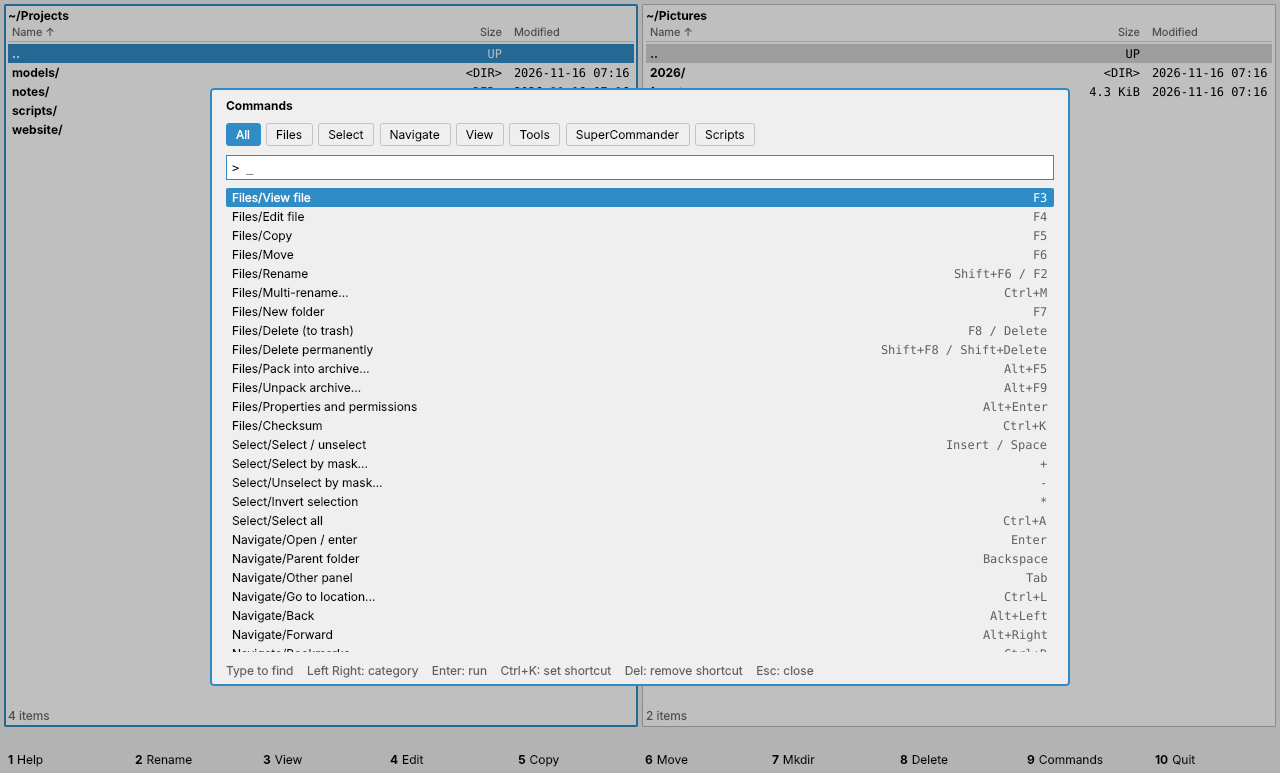 ~/Projects
Name ↑ Size Modified
.. UP
models/ <DIR> 2026-11-16 07:16
notes/
scripts/
website/
~/Pictures
Name ↑ Size Modified
.. UP
2026/ <DIR> 2026-11-16 07:16
4.3 KiB 2026-11-16 07:16
Commands
All Files Select Navigate View Tools SuperCommander Scripts
> _
Files/View file F3
Files/Edit file F4
Files/Copy F5
Files/Move F6
Files/Rename Shift+F6 / F2
Files/Multi-rename... Ctrl+M
Files/New folder F7
Files/Delete (to trash) F8 / Delete
Files/Delete permanently Shift+F8 / Shift+Delete
Files/Pack into archive... Alt+F5
Files/Unpack archive... Alt+F9
Files/Properties and permissions Alt+Enter
Files/Checksum Ctrl+K
Select/Select / unselect Insert / Space
Select/Select by mask... +
Select/Unselect by mask... -
Select/Invert selection *
Select/Select all Ctrl+A
Navigate/Open / enter Enter
Navigate/Parent folder Backspace
Navigate/Other panel Tab
Navigate/Go to location... Ctrl+L
Navigate/Back Alt+Left
Navigate/Forward Alt+Right
Type to find Left Right: category Enter: run Ctrl+K: set shortcut Del: remove shortcut Esc: close
4 items
2 items
1 Help 2 Rename 3 View 4 Edit 5 Copy 6 Move 7 Mkdir 8 Delete 9 Commands 10 Quit